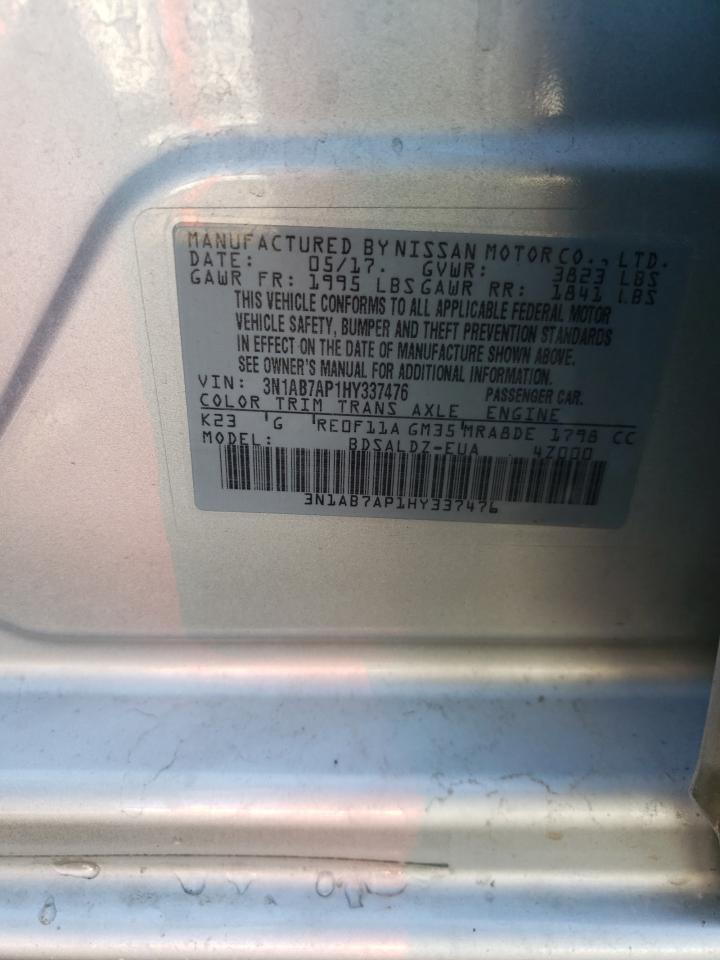 MANUFACTURED BY NISSAN MOTOR CO., LTD.
DATE: 05/17. GVWR: 3823 LBS
GAWR FR: 1995 LBS GAWR RR: 1841 LBS
THIS VEHICLE CONFORMS TO ALL APPLICABLE FEDERAL MOTOR
VEHICLE SAFETY, BUMPER AND THEFT PREVENTION STANDARDS
IN EFFECT ON THE DATE OF MANUFACTURE SHOWN ABOVE.
SEE OWNER'S MANUAL FOR ADDITIONAL INFORMATION.
VIN: 3N1AB7AP1HY337476 PASSENGER CAR.
COLOR TRIM TRANS AXLE ENGINE
K23 G RE0F11A GM35 MRA8DE 1798 CC
MODEL: BDSALDZ-EUA 4Z000
3N1AB7AP1HY337476